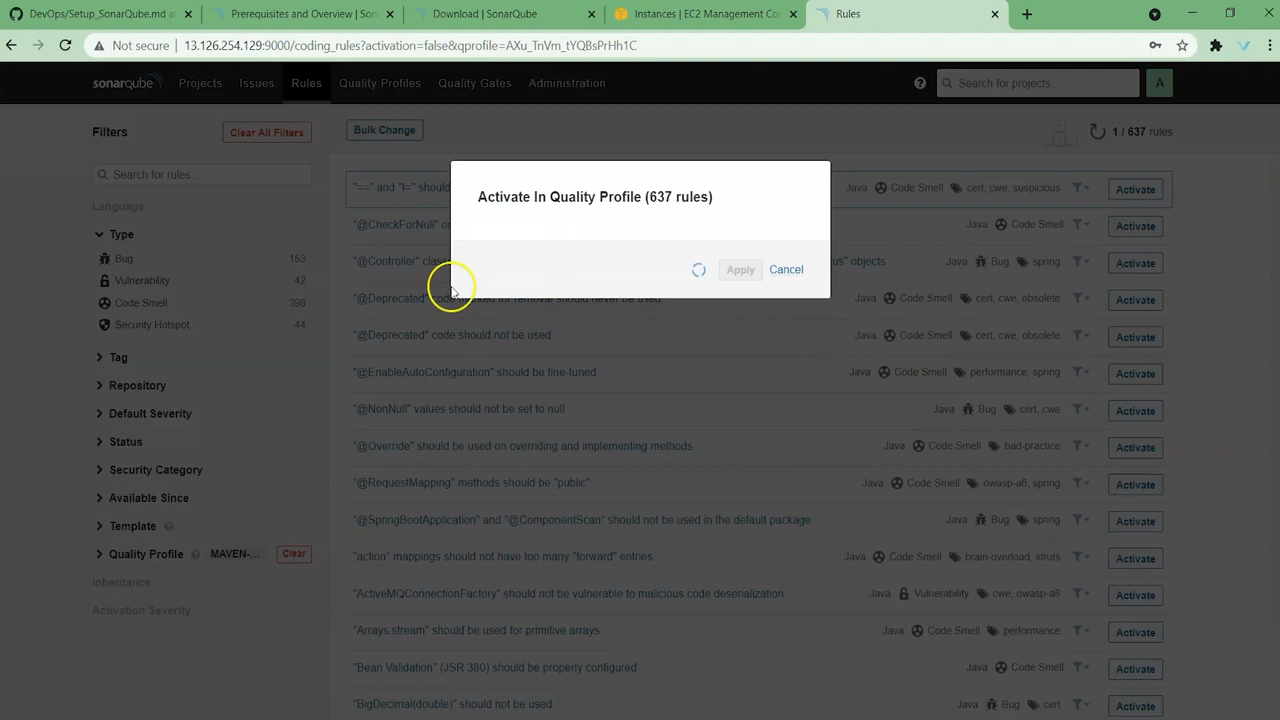 DevOps/Setup_SonarQube.md at
Prerequisites and Overview | Son
Download | SonarQube
Instances | EC2 Management Con
Rules
Not secure
13.126.254.129:9000/coding_rules?activation=false&qprofile=AXu_TnVm_tYQBsPrHh1C
sonarqube
Projects
Issues
Rules
Quality Profiles
Quality Gates
Administration
Search for projects...
A
Filters
Clear All Filters
Bulk Change
1 / 637 rules
Search for rules...
Language
Type
Bug 153
Vulnerability 42
Code Smell 398
Security Hotspot 44
Tag
Repository
Default Severity
Status
Security Category
Available Since
Template
Quality Profile MAVEN-... Clear
Inheritance
Activation Severity
Activate In Quality Profile (637 rules)
Apply Cancel
"==" and "!=" shoul Java Code Smell cert, cwe, suspicious Activate
"@CheckForNull" o Java Code Smell Activate
"@Controller" class us" objects Java Bug spring Activate
"@Deprecated" code marked for removal should never be used Java Code Smell cert, cwe, obsolete Activate
"@Deprecated" code should not be used Java Code Smell cert, cwe, obsolete Activate
"@EnableAutoConfiguration" should be fine-tuned Java Code Smell performance, spring Activate
"@NonNull" values should not be set to null Java Bug cert, cwe Activate
"@Override" should be used on overriding and implementing methods Java Code Smell bad-practice Activate
"@RequestMapping" methods should be "public" Java Code Smell owasp-a6, spring Activate
"@SpringBootApplication" and "@ComponentScan" should not be used in the default package Java Bug spring Activate
"action" mappings should not have too many "forward" entries Java Code Smell brain-overload, struts Activate
"ActiveMQConnectionFactory" should not be vulnerable to malicious code deserialization Java Vulnerability cwe, owasp-a8 Activate
"Arrays.stream" should be used for primitive arrays Java Code Smell performance Activate
"Bean Validation" (JSR 380) should be properly configured Java Code Smell Activate
"BigDecimal(double)" should not be used Java Bug cert Activate